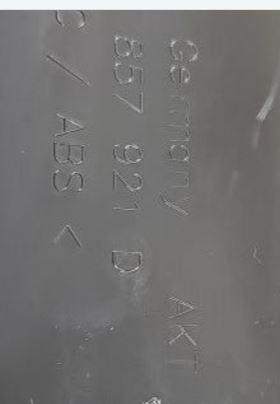 Germany AKT
857 921 D
C / ABS <